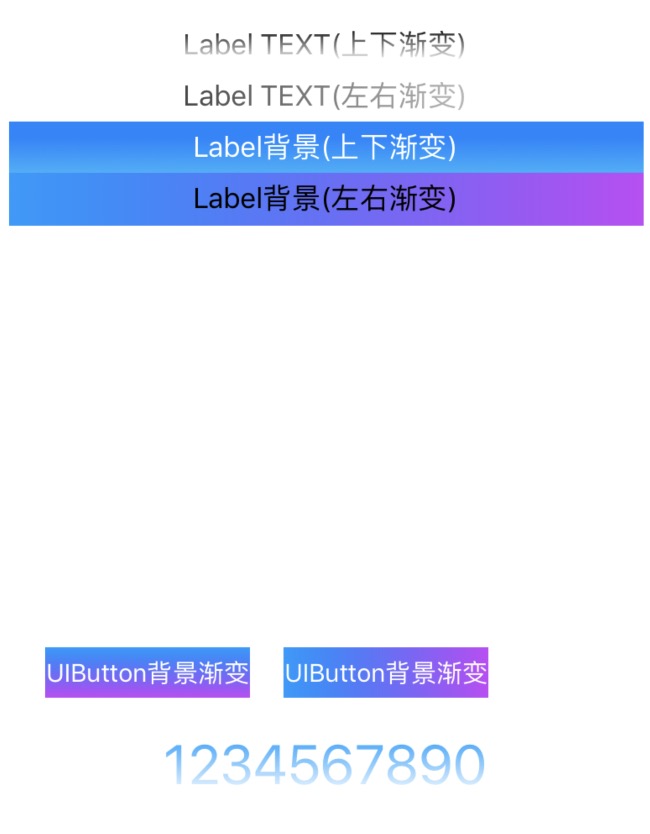 Label TEXT(上下渐变)
Label TEXT(左右渐变)
Label背景(上下渐变)
Label背景(左右渐变)
UIButton背景渐变 UIButton背景渐变
1234567890